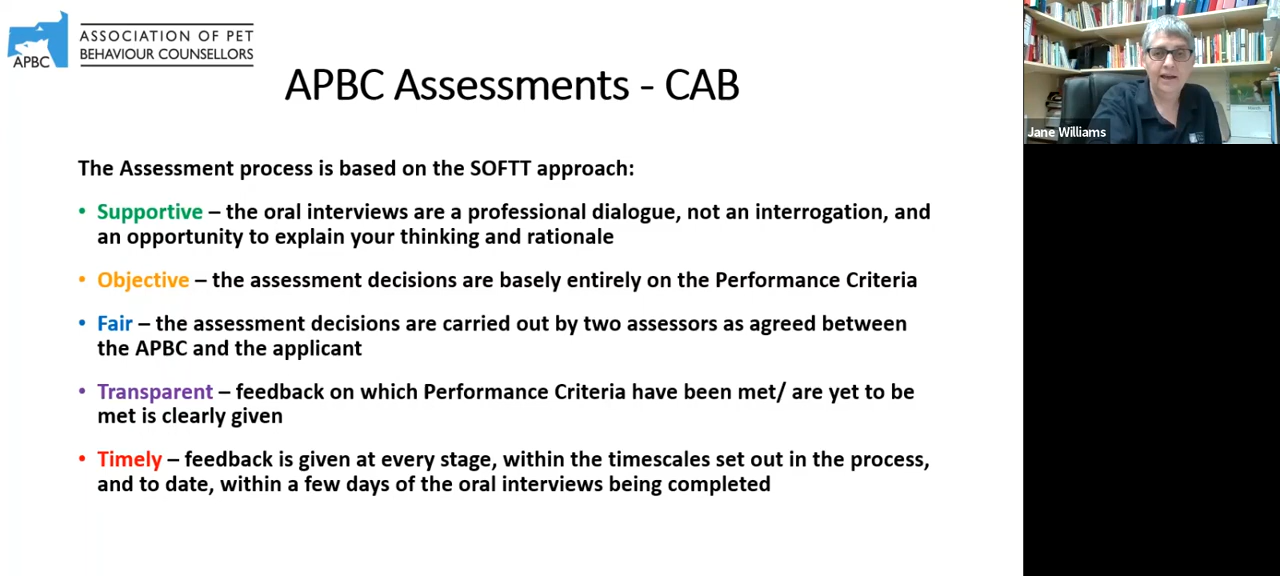 ASSOCIATION OF PET
BEHAVIOUR COUNSELLORS
APBC
APBC Assessments - CAB
Jane Williams
The Assessment process is based on the SOFTT approach:
• Supportive – the oral interviews are a professional dialogue, not an interrogation, and
an opportunity to explain your thinking and rationale
• Objective – the assessment decisions are basely entirely on the Performance Criteria
• Fair – the assessment decisions are carried out by two assessors as agreed between
the APBC and the applicant
• Transparent – feedback on which Performance Criteria have been met/ are yet to be
met is clearly given
• Timely – feedback is given at every stage, within the timescales set out in the process,
and to date, within a few days of the oral interviews being completed